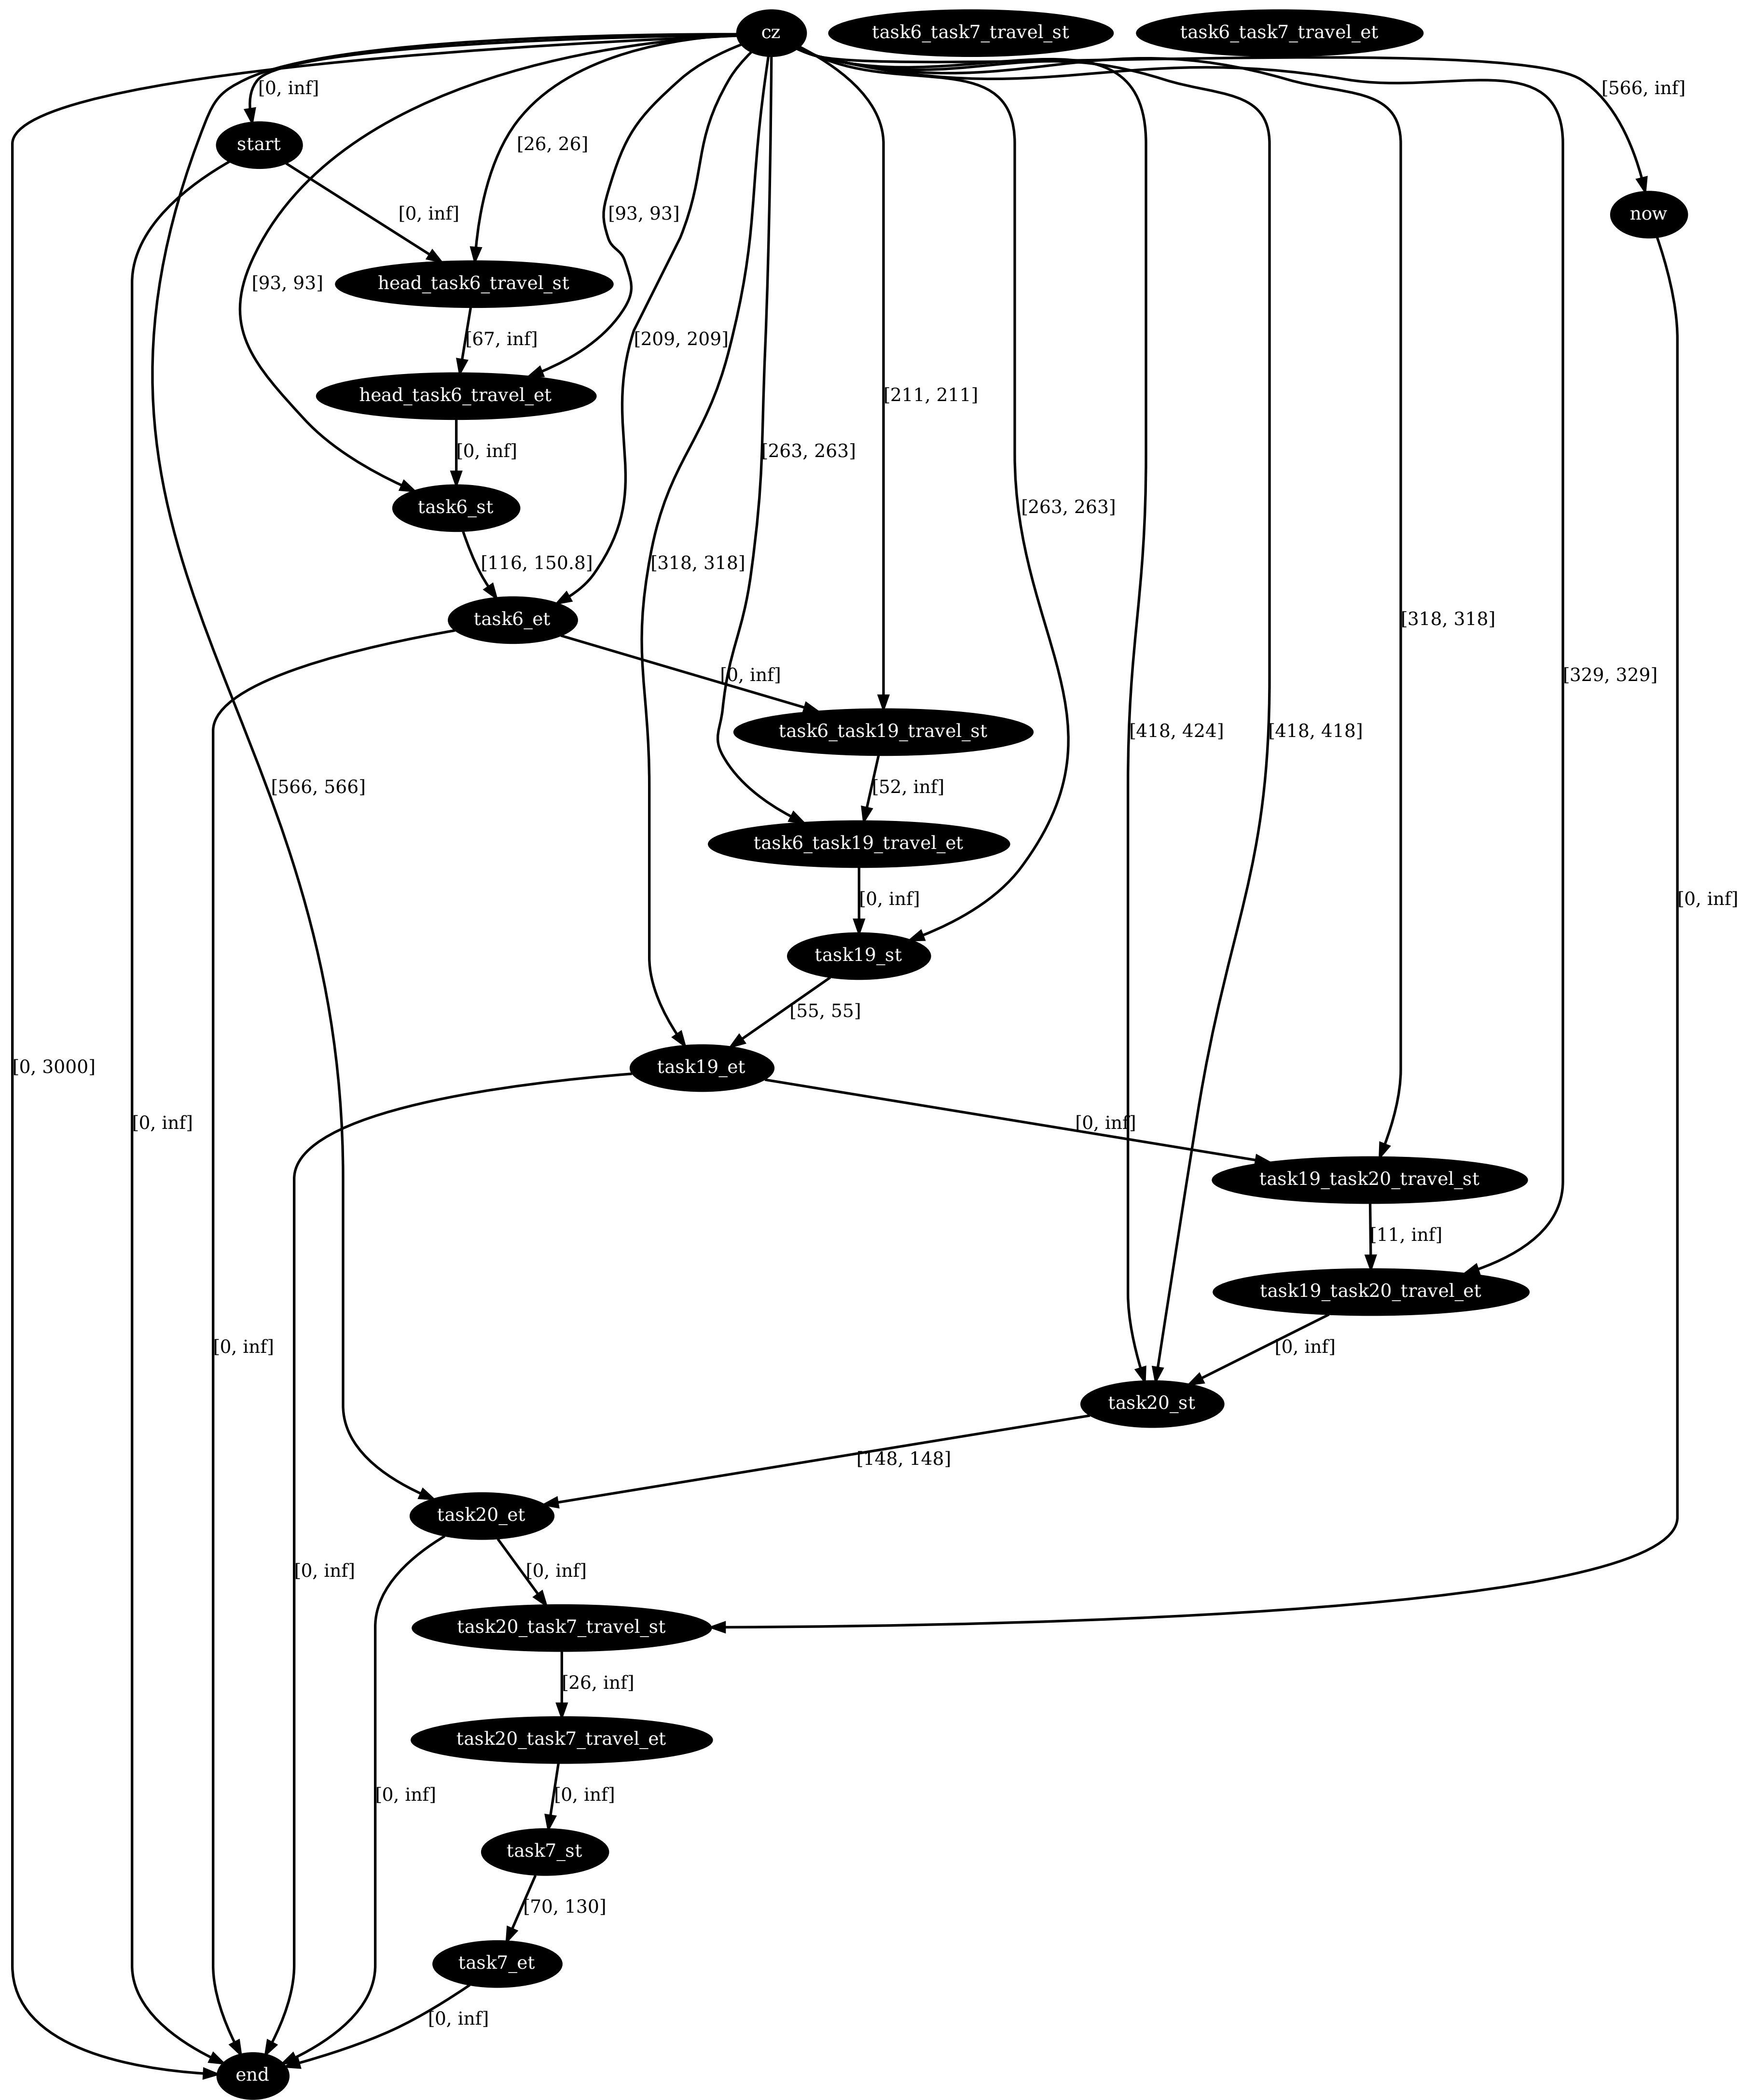 cz
task6_task7_travel_st
task6_task7_travel_et
[0, inf]
[566, inf]
start
[26, 26]
now
[0, inf]
[93, 93]
[93, 93]
head_task6_travel_st
[67, inf]
[209, 209]
head_task6_travel_et
[211, 211]
[0, inf]
[263, 263]
task6_st
[263, 263]
[116, 150.8]
[318, 318]
task6_et
[318, 318]
[0, inf]
[329, 329]
task6_task19_travel_st
[418, 424]
[418, 418]
[566, 566]
[52, inf]
task6_task19_travel_et
[0, inf]
[0, inf]
task19_st
[55, 55]
[0, 3000]
task19_et
[0, inf]
[0, inf]
task19_task20_travel_st
[11, inf]
task19_task20_travel_et
[0, inf]
[0, inf]
task20_st
[148, 148]
task20_et
[0, inf]
[0, inf]
task20_task7_travel_st
[26, inf]
task20_task7_travel_et
[0, inf]
[0, inf]
task7_st
[70, 130]
task7_et
[0, inf]
end